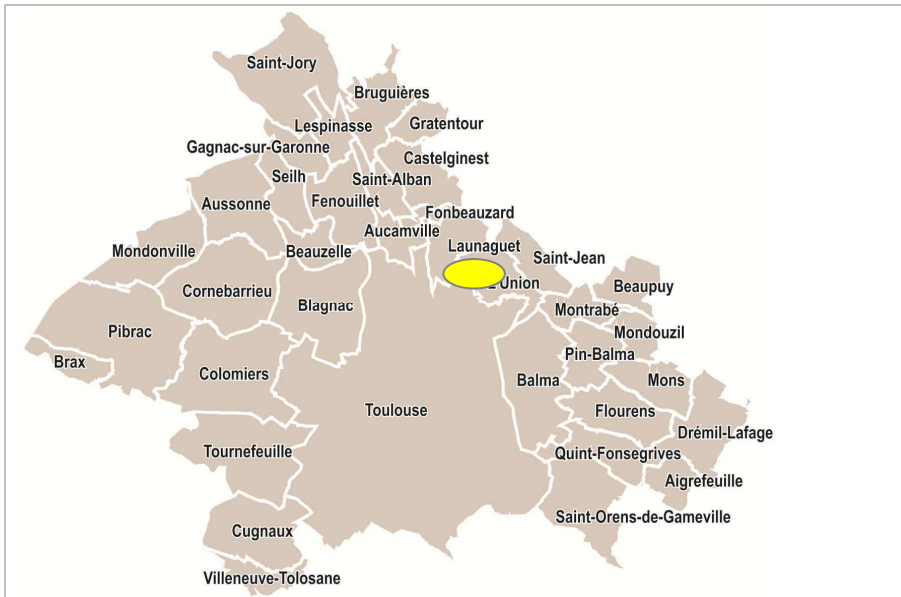 Saint-Jory
Bruguières
Lespinasse
Gratentour
Gagnac-sur-Garonne
Castelginest
Seilh
Saint-Alban
Aussonne
Fenouillet
Fonbeauzard
Aucamville
Mondonville
Beauzelle
Launaguet
Saint-Jean
Cornebarrieu
Union
Beaupuy
Blagnac
Montrabé
Pibrac
Mondouzil
Brax
Pin-Balma
Colomiers
Balma
Mons
Toulouse
Flourens
Drémil-Lafage
Tournefeuille
Quint-Fonsegrives
Aigrefeuille
Saint-Orens-de-Gameville
Cugnaux
Villeneuve-Tolosane